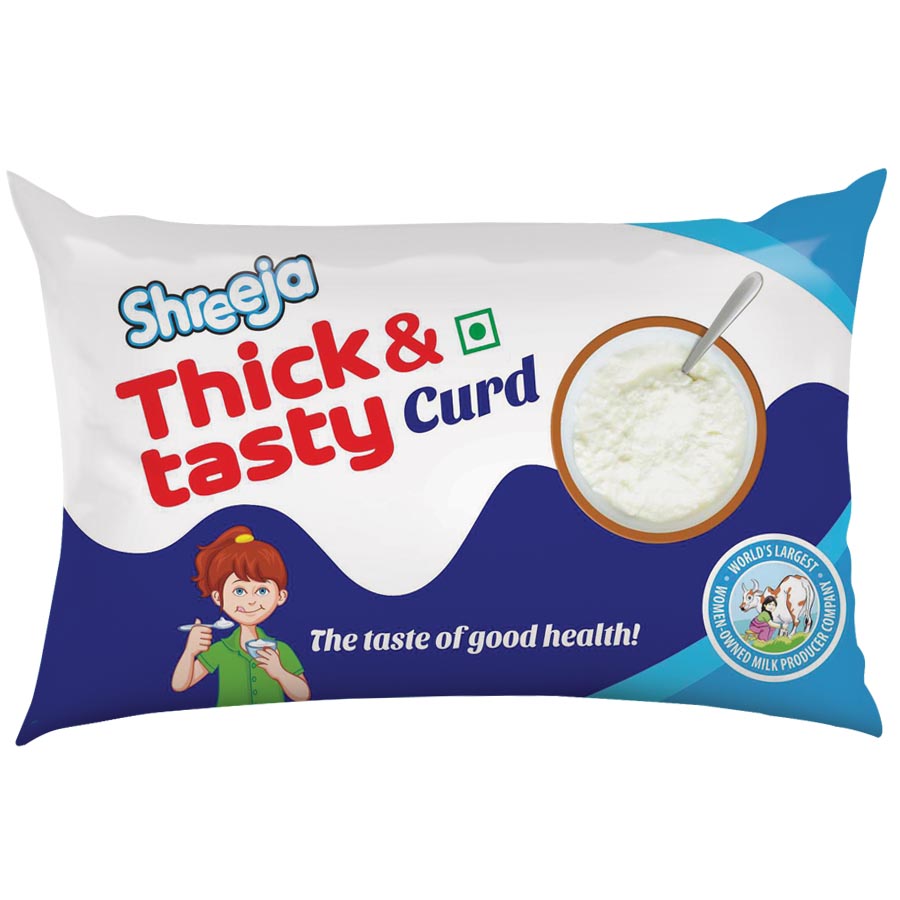 Shreeja
Thick &
tasty Curd
The taste of good health!
WORLD'S LARGEST
WOMEN-OWNED MILK PRODUCER COMPANY